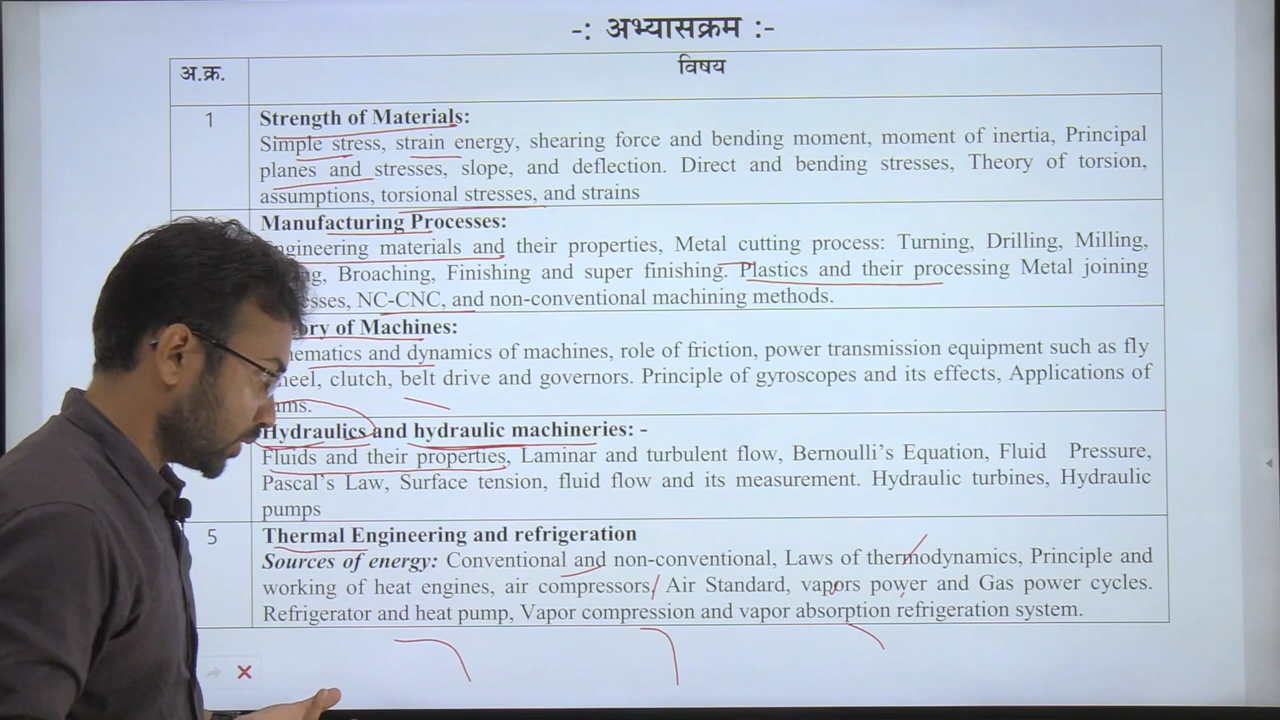 -: अभ्यासक्रम :-
अ.क्र.
विषय
1
Strength of Materials:
Simple stress, strain energy, shearing force and bending moment, moment of inertia, Principal
planes and stresses, slope, and deflection. Direct and bending stresses, Theory of torsion,
assumptions, torsional stresses, and strains
Manufacturing Processes:
ngineering materials and their properties, Metal cutting process: Turning, Drilling, Milling,
ng, Broaching, Finishing and super finishing. Plastics and their processing Metal joining
esses, NC-CNC, and non-conventional machining methods.
ory of Machines:
ematics and dynamics of machines, role of friction, power transmission equipment such as fly
eel, clutch, belt drive and governors. Principle of gyroscopes and its effects, Applications of
ams.
Hydraulics and hydraulic machineries: -
Fluids and their properties, Laminar and turbulent flow, Bernoulli's Equation, Fluid Pressure,
Pascal's Law, Surface tension, fluid flow and its measurement. Hydraulic turbines, Hydraulic
pumps
5
Thermal Engineering and refrigeration
Sources of energy: Conventional and non-conventional, Laws of thermodynamics, Principle and
working of heat engines, air compressors/ Air Standard, vapors power and Gas power cycles.
Refrigerator and heat pump, Vapor compression and vapor absorption refrigeration system.